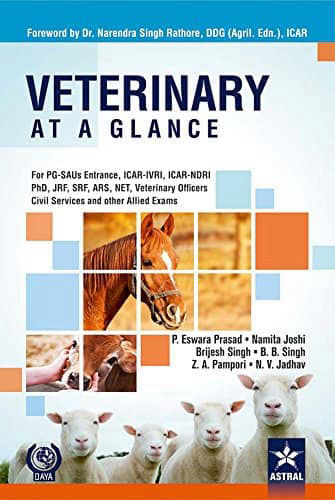 Foreword by Dr. Narendra Singh Rathore, DDG (Agril. Edn.), ICAR
VETERINARY
AT A GLANCE
For PG-SAUs Entrance, ICAR-IVRI, ICAR-NDRI
PhD, JRF, SRF, ARS, NET, Veterinary Officers
Civil Services and other Allied Exams
P. Eswara Prasad • Namita Joshi
Brijesh Singh • B. B. Singh
Z. A. Pampori • N. V. Jadhav
DAYA
ASTRAL